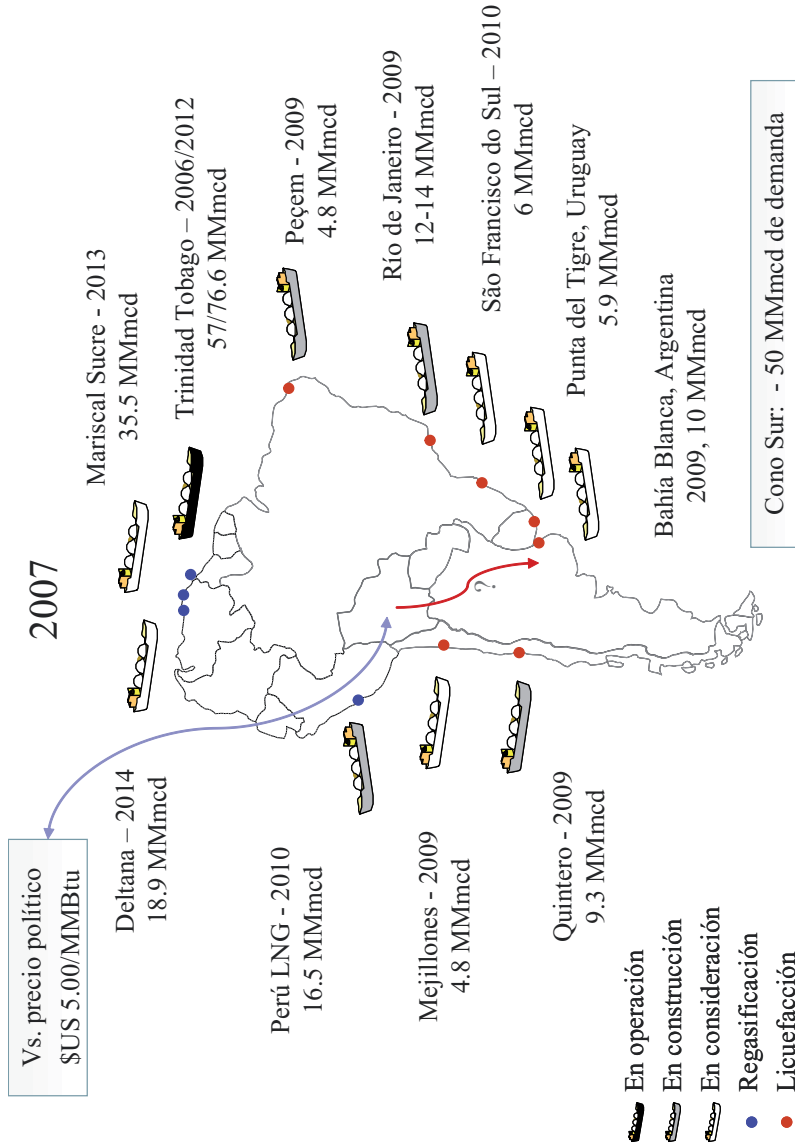 2007
Vs. precio político
$US 5.00/MMBtu
Deltana – 2014
18.9 MMmcd
Mariscal Sucre - 2013
35.5 MMmcd
Trinidad Tobago – 2006/2012
57/76.6 MMmcd
Peçem - 2009
4.8 MMmcd
Perú LNG - 2010
16.5 MMmcd
Río de Janeiro - 2009
12-14 MMmcd
Mejillones - 2009
4.8 MMmcd
São Francisco do Sul – 2010
6 MMmcd
?
Quintero - 2009
9.3 MMmcd
Punta del Tigre, Uruguay
5.9 MMmcd
Bahía Blanca, Argentina
2009, 10 MMmcd
En operación
En construcción
En consideración
Regasificación
Licuefacción
Cono Sur:  - 50 MMmcd de demanda